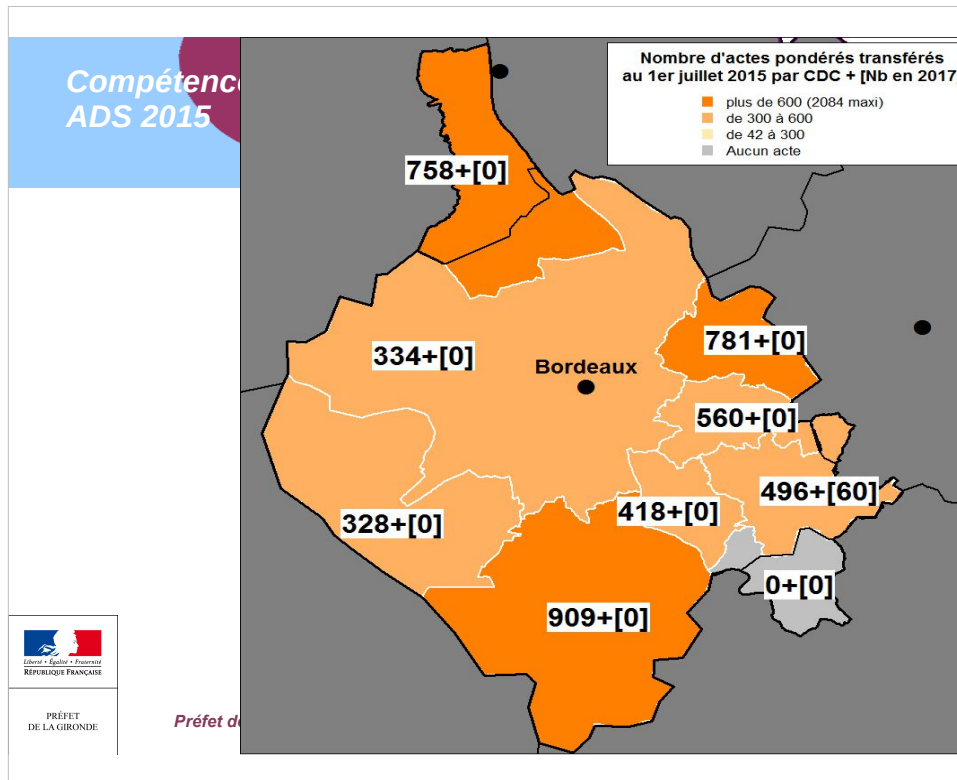 Compétence
ADS 2015
Nombre d'actes pondérés transférés
au 1er juillet 2015 par CDC + [Nb en 2017
plus de 600 (2084 maxi)
de 300 à 600
de 42 à 300
Aucun acte
758+[0]
781+[0]
334+[0]
Bordeaux
560+[0]
496+[60]
418+[0]
328+[0]
0+[0]
909+[0]
Liberté • Égalité • Fraternité
RÉPUBLIQUE FRANÇAISE
PRÉFET
DE LA GIRONDE
Préfet de